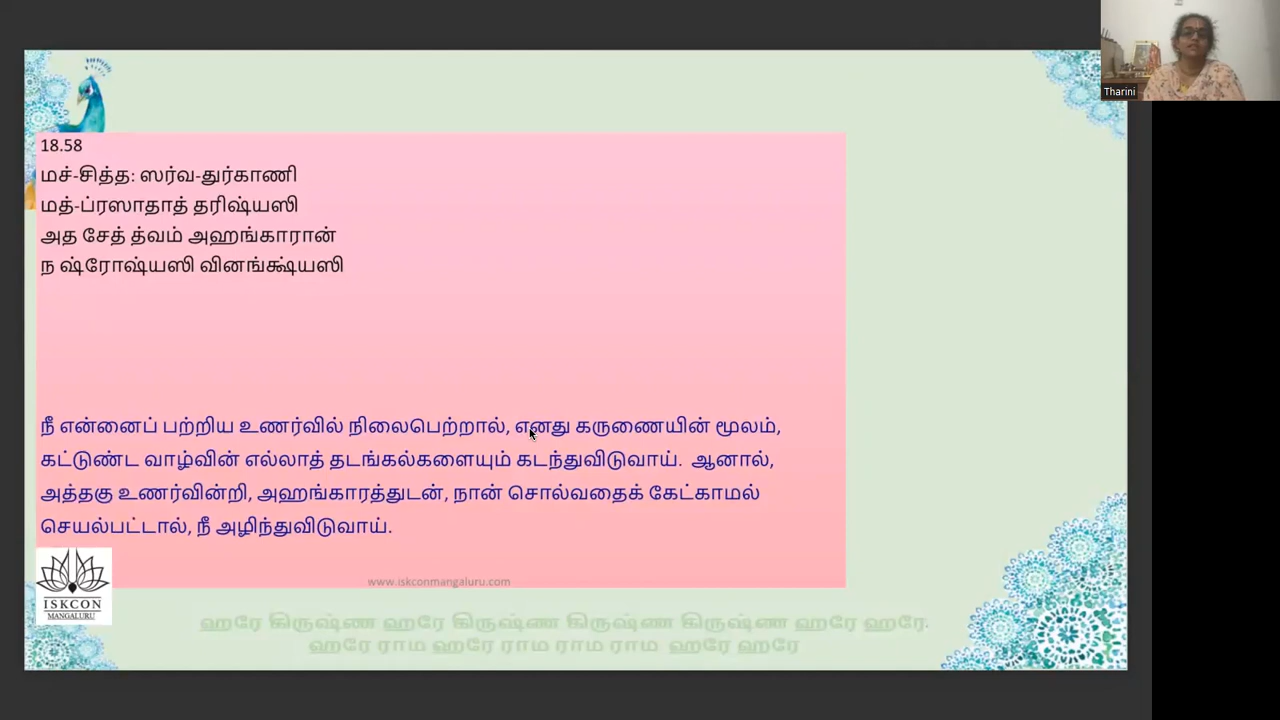 Tharini
18.58
மச்-சித்த: ஸர்வ-துர்காணி
மத்-ப்ரஸாதாத் தரிஷ்யஸி
அத சேத் த்வம் அஹங்காரான்
ந ஷ்ரோஷ்யஸி வினங்க்ஷ்யஸி
நீ என்னைப் பற்றிய உணர்வில் நிலைபெற்றால், எனது கருணையின் மூலம்,
கட்டுண்ட வாழ்வின் எல்லாத் தடங்கல்களையும் கடந்துவிடுவாய். ஆனால்,
அத்தகு உணர்வின்றி, அஹங்காரத்துடன், நான் சொல்வதைக் கேட்காமல்
செயல்பட்டால், நீ அழிந்துவிடுவாய்.
www.iskconmangaluru.com
ISKCON
MANGALURU
ஹரே கிருஷ்ண ஹரே கிருஷ்ண கிருஷ்ண கிருஷ்ண ஹரே ஹரே.
ஹரே ராம ஹரே ராம ராம ராம ஹரே ஹரே